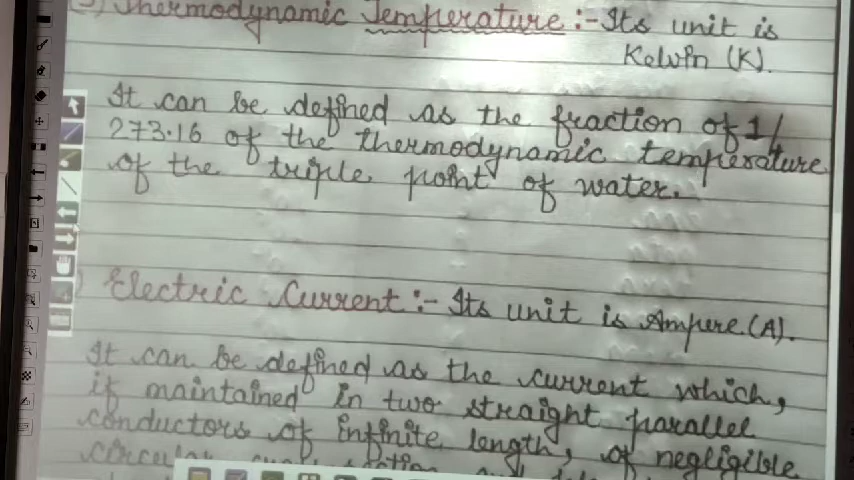 Thermodynamic Temperature :- Its unit is
Kelvin (K).
It can be defined as the fraction of 1/
273.16 of the thermodynamic temperature
of the triple point of water.
Electric Current :- Its unit is Ampere (A).
It can be defined as the current which,
if maintained in two straight parallel
conductors of infinite length, of negligible